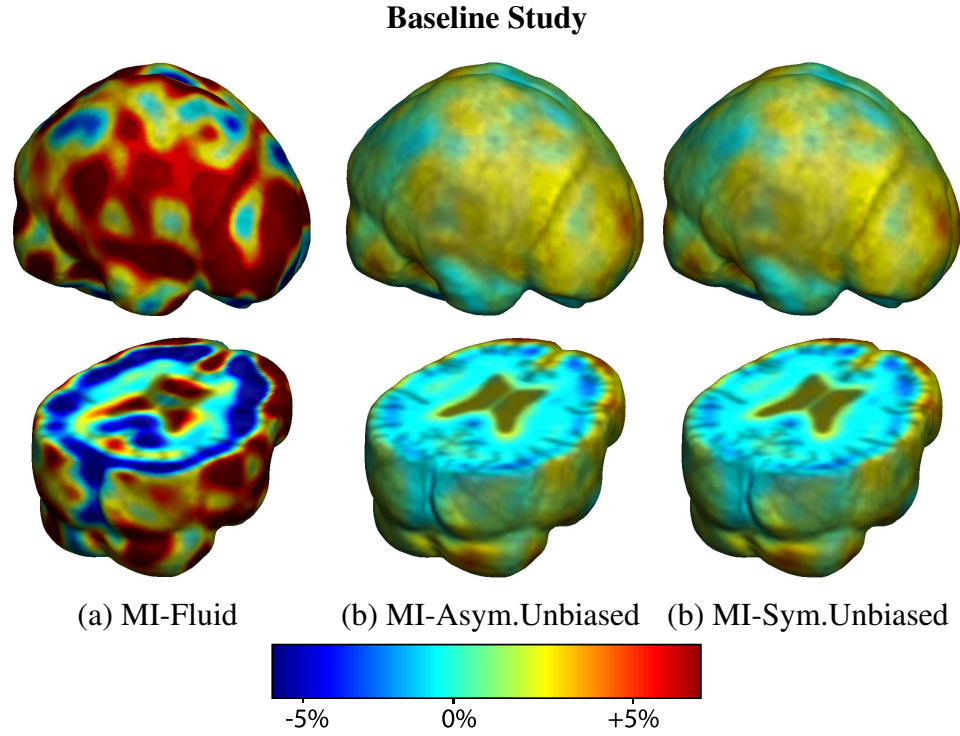 Baseline Study
(a) MI-Fluid
(b) MI-Asym.Unbiased
(b) MI-Sym.Unbiased
-5%
0%
+5%